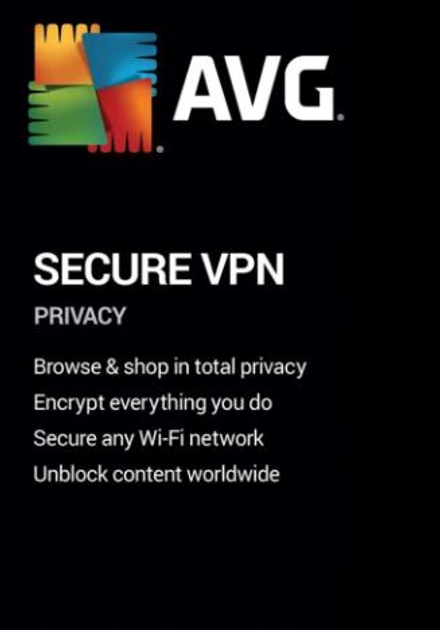 AVG
SECURE VPN
PRIVACY
Browse & shop in total privacy
Encrypt everything you do
Secure any Wi-Fi network
Unblock content worldwide